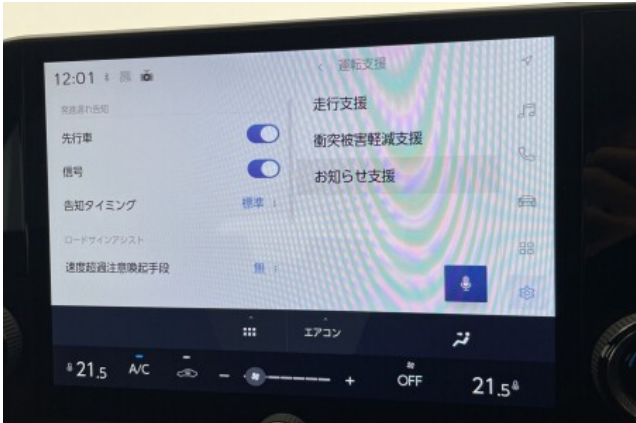 12:01
運転支援
発進遅れ告知
先行車
信号
告知タイミング
標準
ロードサインアシスト
速度超過注意喚起手段
無
走行支援
衝突被害軽減支援
お知らせ支援
エアコン
21.5
A/C
-
+
OFF
21.5